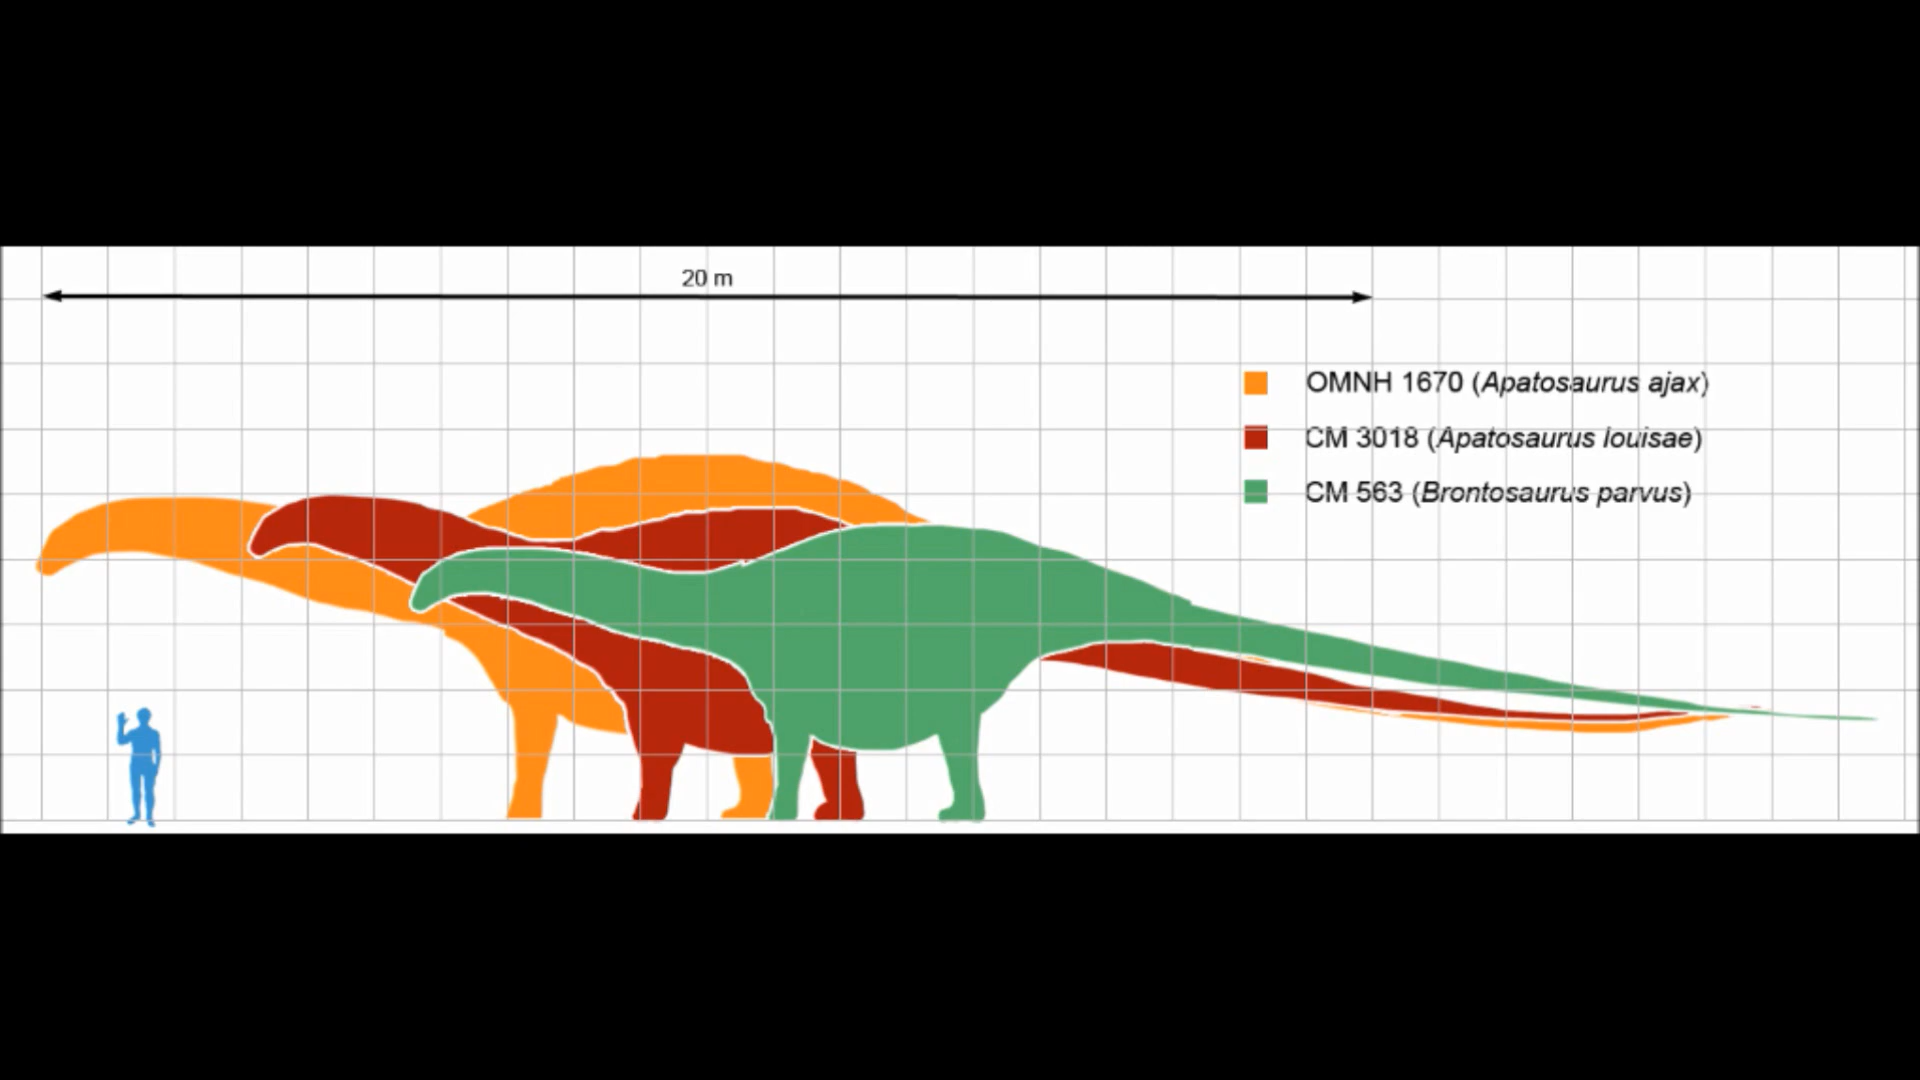 20 m
OMNH 1670 (Apatosaurus ajax)
CM 3018 (Apatosaurus louisae)
CM 563 (Brontosaurus parvus)